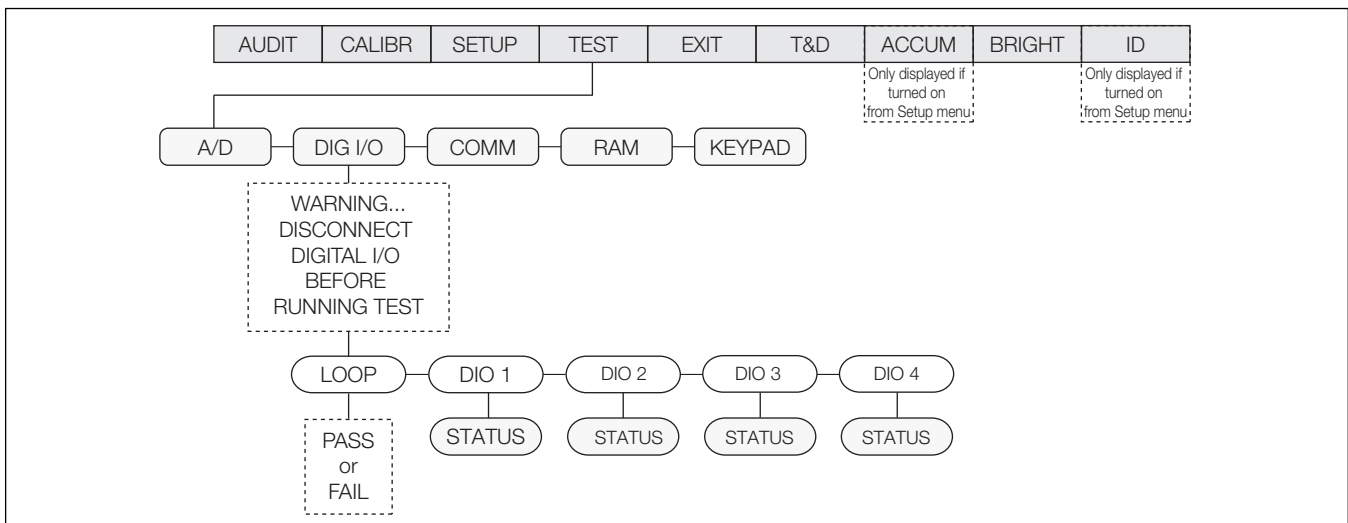 AUDIT CALIBR SETUP TEST EXIT T&D ACCUM BRIGHT ID
Only displayed if
turned on
from Setup menu
Only displayed if
turned on
from Setup menu
A/D DIG I/O COMM RAM KEYPAD
WARNING...
DISCONNECT
DIGITAL I/O
BEFORE
RUNNING TEST
LOOP DIO 1 DIO 2 DIO 3 DIO 4
STATUS STATUS STATUS STATUS
PASS
or
FAIL